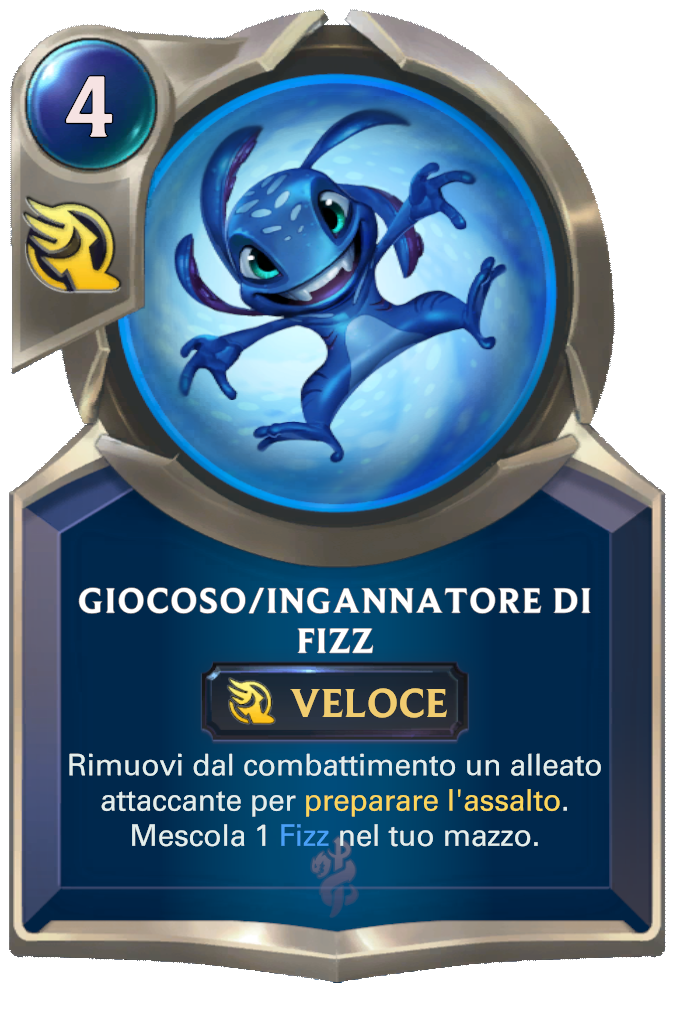 4
GIOCOSO/INGANNATORE DI
FIZZ
VELOCE
Rimuovi dal combattimento un alleato
attaccante per preparare l'assalto.
Mescola 1 Fizz nel tuo mazzo.